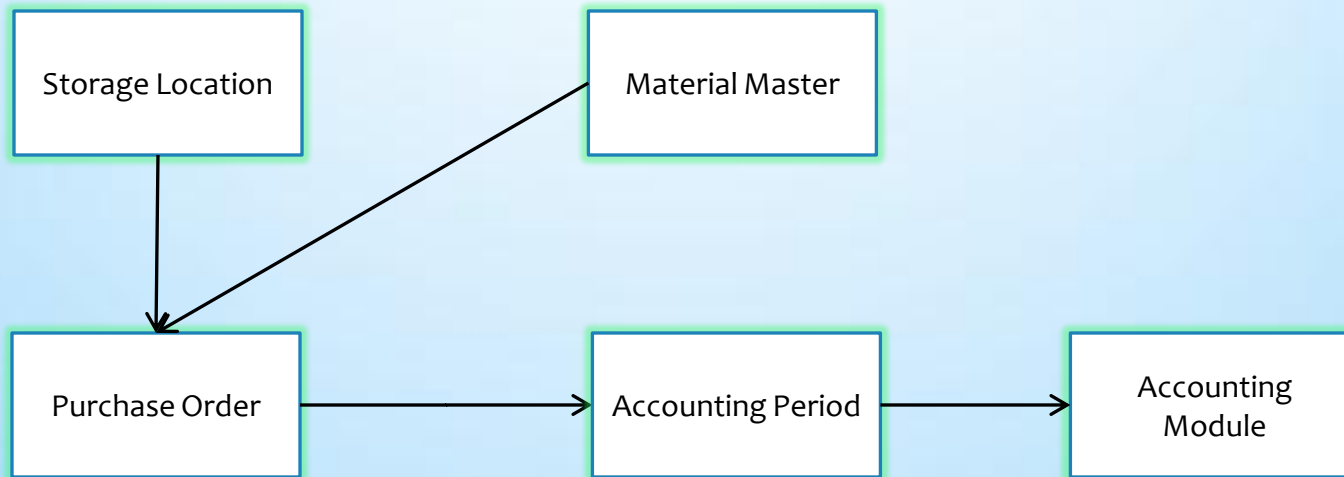 Storage Location
Material Master
Purchase Order
Accounting Period
Accounting
Module